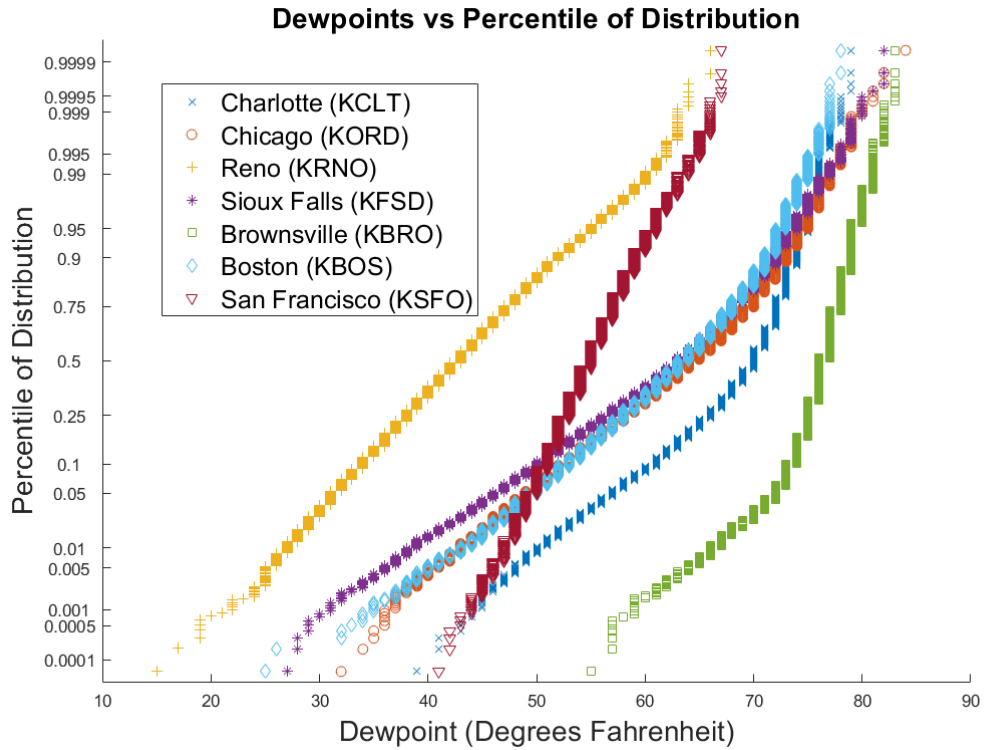 Dewpoints vs Percentile of Distribution
0.9999
0.9995
0.999
0.995
0.99
0.95
0.9
0.75
0.5
0.25
0.1
0.05
0.01
0.005
0.001
0.0005
0.0001
Percentile of Distribution
Charlotte (KCLT)
Chicago (KORD)
Reno (KRNO)
Sioux Falls (KFSD)
Brownsville (KBRO)
Boston (KBOS)
San Francisco (KSFO)
10 20 30 40 50 60 70 80 90
Dewpoint (Degrees Fahrenheit)